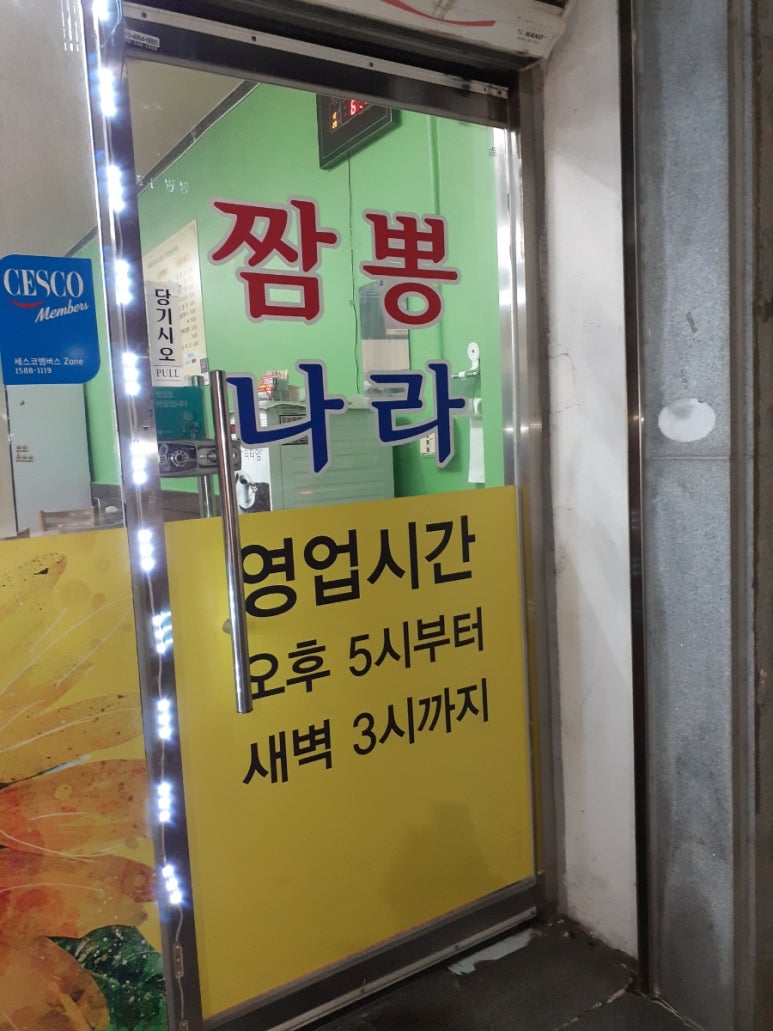 짬뽕
나라
영업시간
오후 5시부터
새벽 3시까지
당기시오
PULL
CESCO
Members
세스코멤버스 Zone
1588-1119
NANO